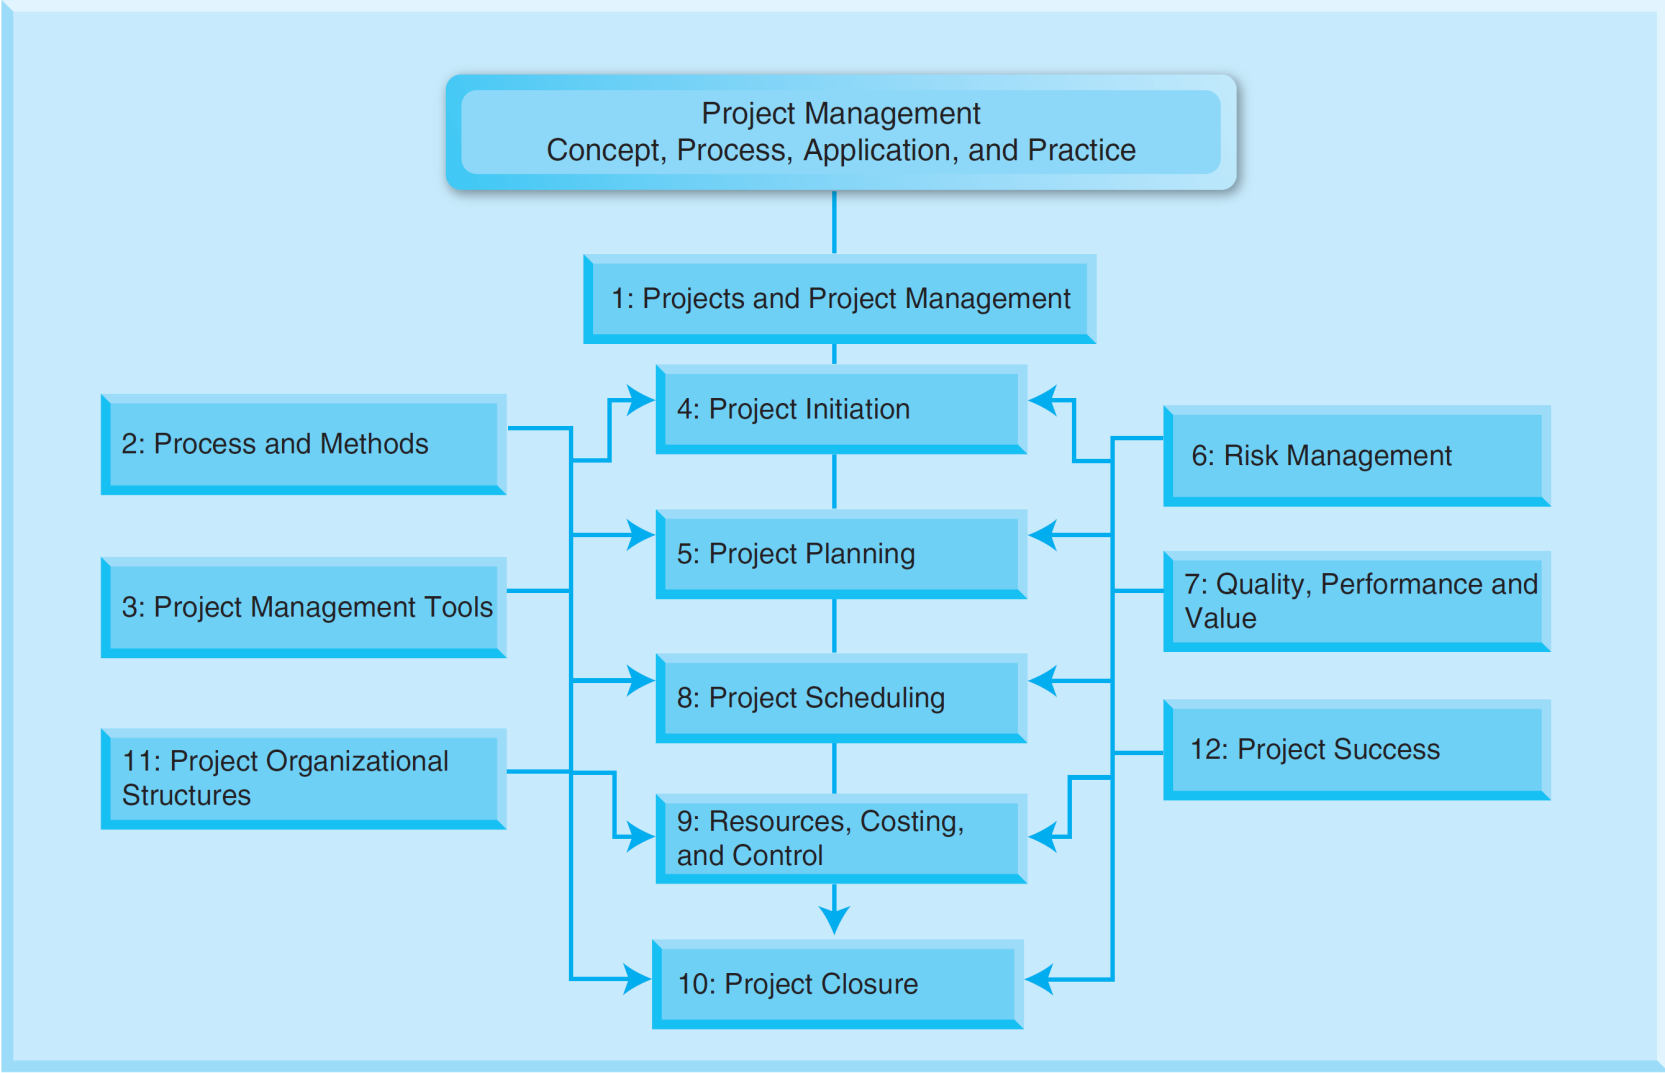 Project Management
Concept, Process, Application, and Practice
1: Projects and Project Management
4: Project Initiation
2: Process and Methods
6: Risk Management
5: Project Planning
3: Project Management Tools
7: Quality, Performance and
Value
8: Project Scheduling
11: Project Organizational
Structures
12: Project Success
9: Resources, Costing,
and Control
10: Project Closure